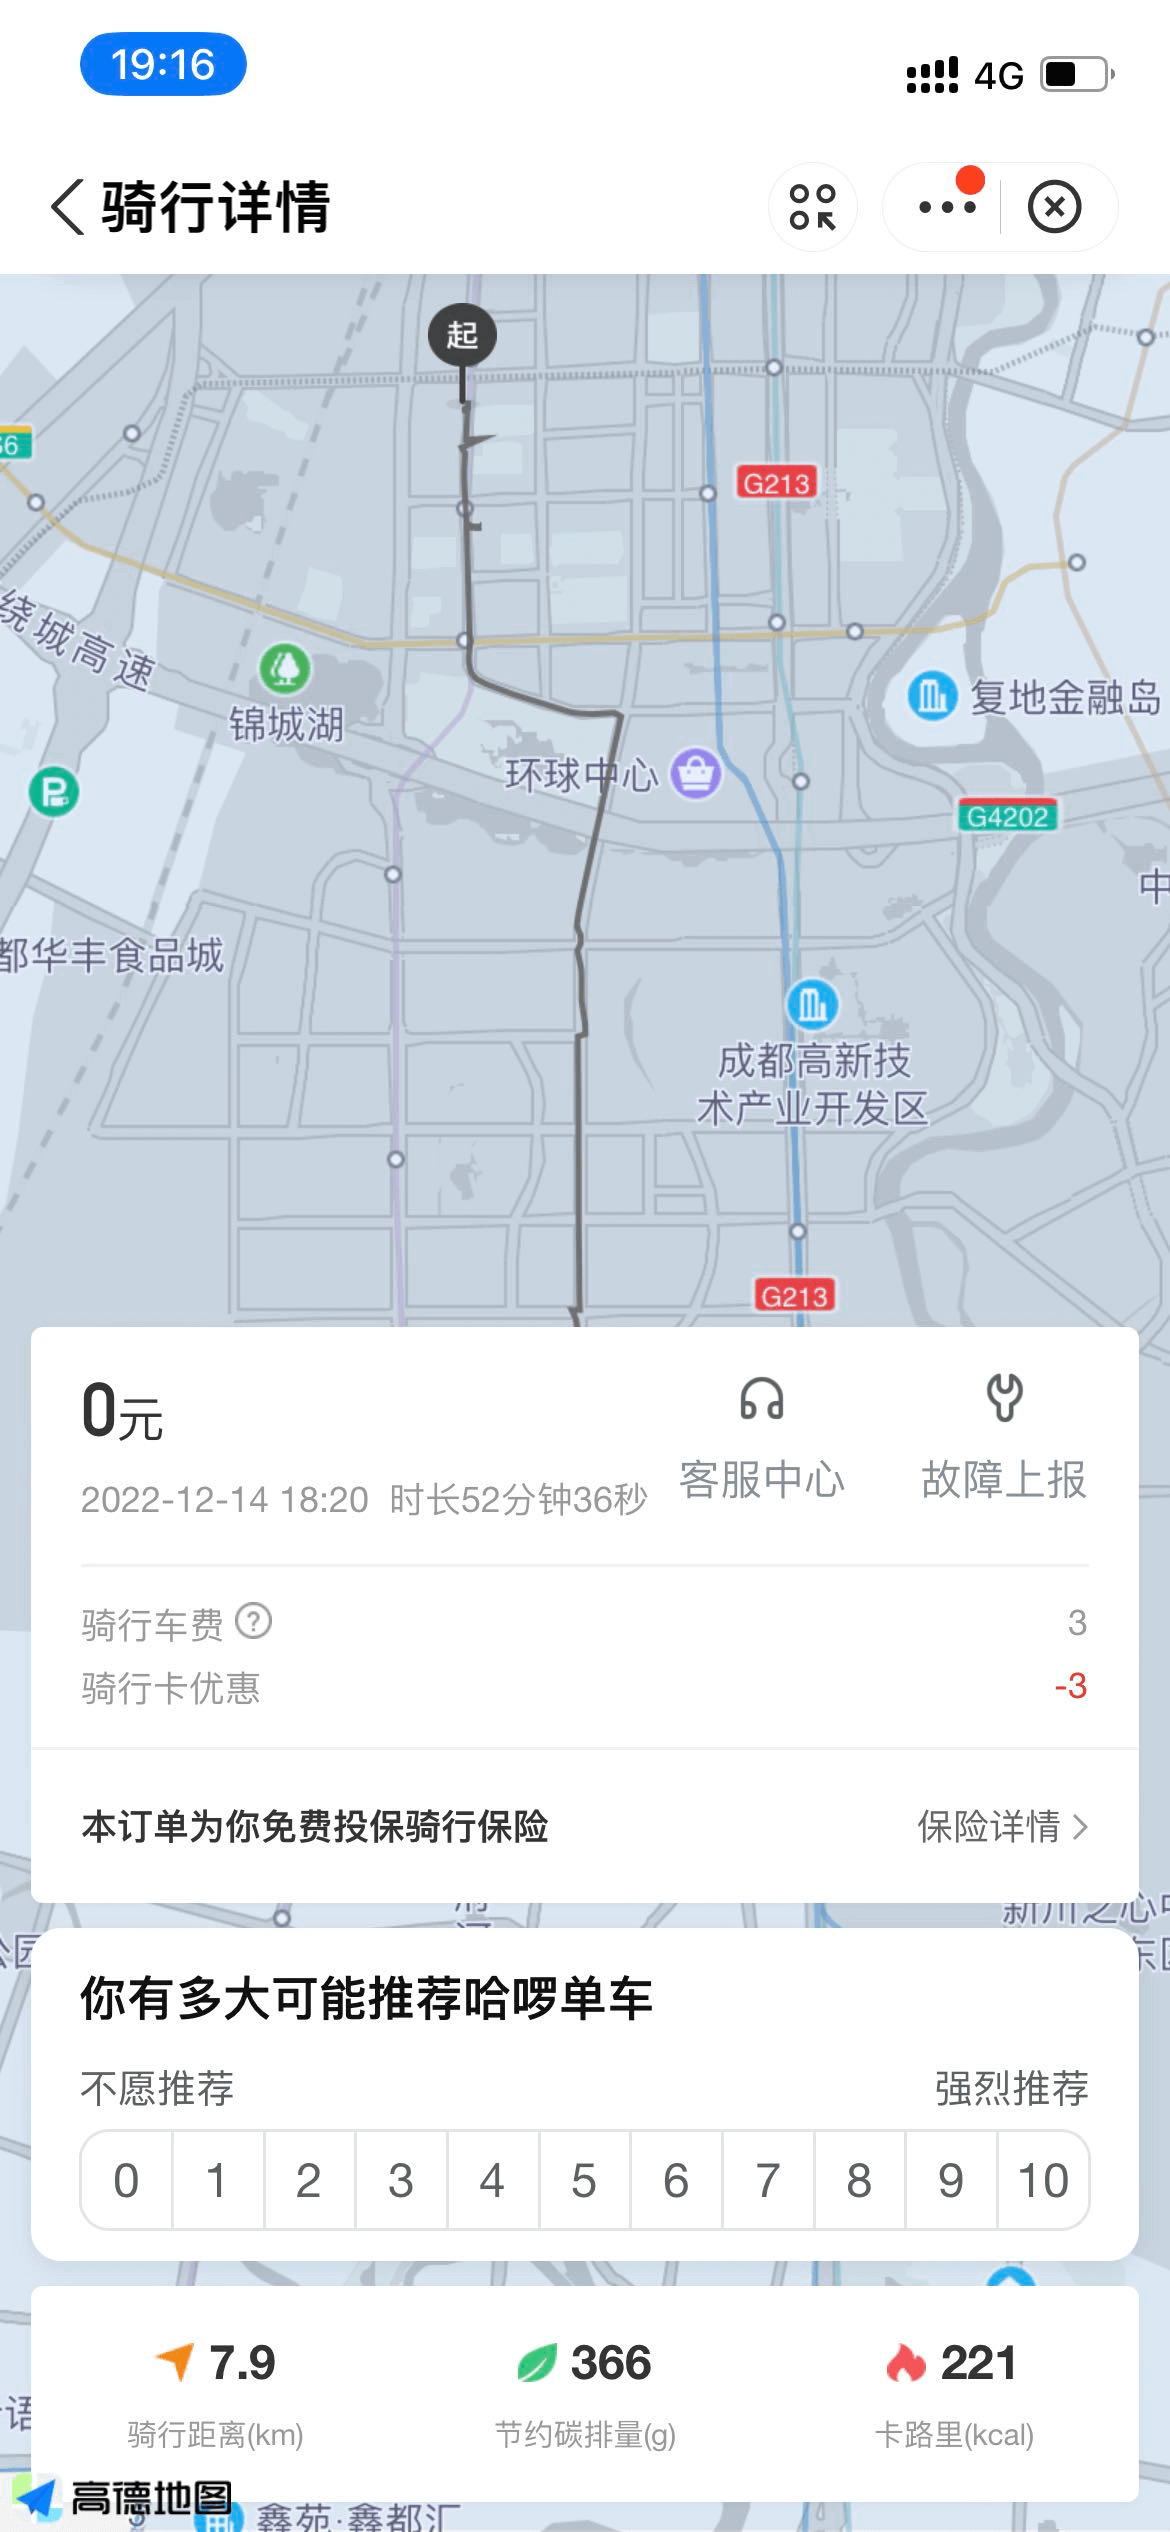 19:16
4G
骑行详情
起
S6
G213
绕城高速
锦城湖
复地金融岛
环球中心
P
G4202
中
都华丰食品城
成都高新技
术产业开发区
G213
0元
客服中心
故障上报
2022-12-14 18:20 时长52分钟36秒
骑行车费 ?
3
骑行卡优惠
-3
本订单为你免费投保骑行保险
保险详情
新川之心
公园
你有多大可能推荐哈啰单车
不愿推荐
强烈推荐
0 1 2 3 4 5 6 7 8 9 10
7.9
366
221
骑行距离(km)
节约碳排量(g)
卡路里(kcal)
语
高德地图
鑫苑·鑫都汇